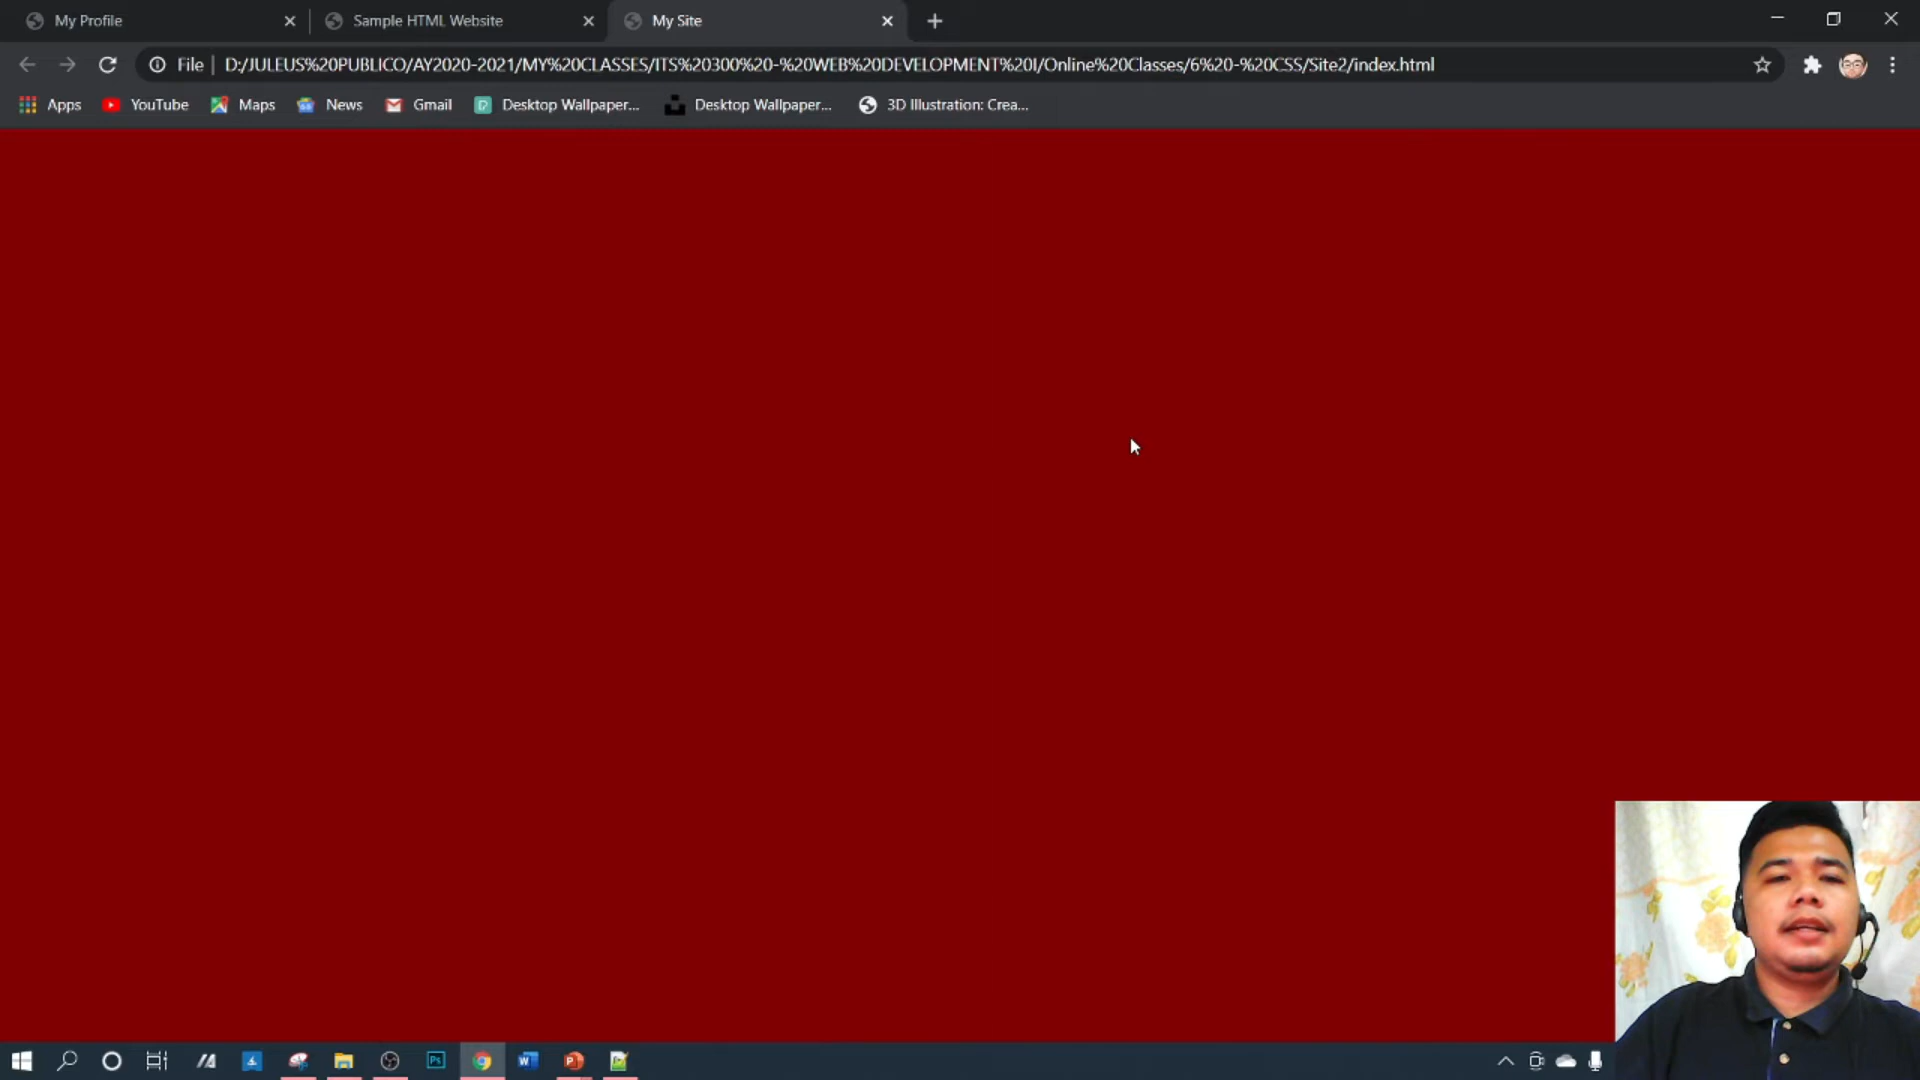 My Profile
Sample HTML Website
My Site
File
D:/JULEUS%20PUBLICO/AY2020-2021/MY%20CLASSES/ITS%20300%20-%20WEB%20DEVELOPMENT%20I/Online%20Classes/6%20-%20CSS/Site2/index.html
Apps
YouTube
Maps
News
Gmail
Desktop Wallpaper...
Desktop Wallpaper...
3D Illustration: Crea...